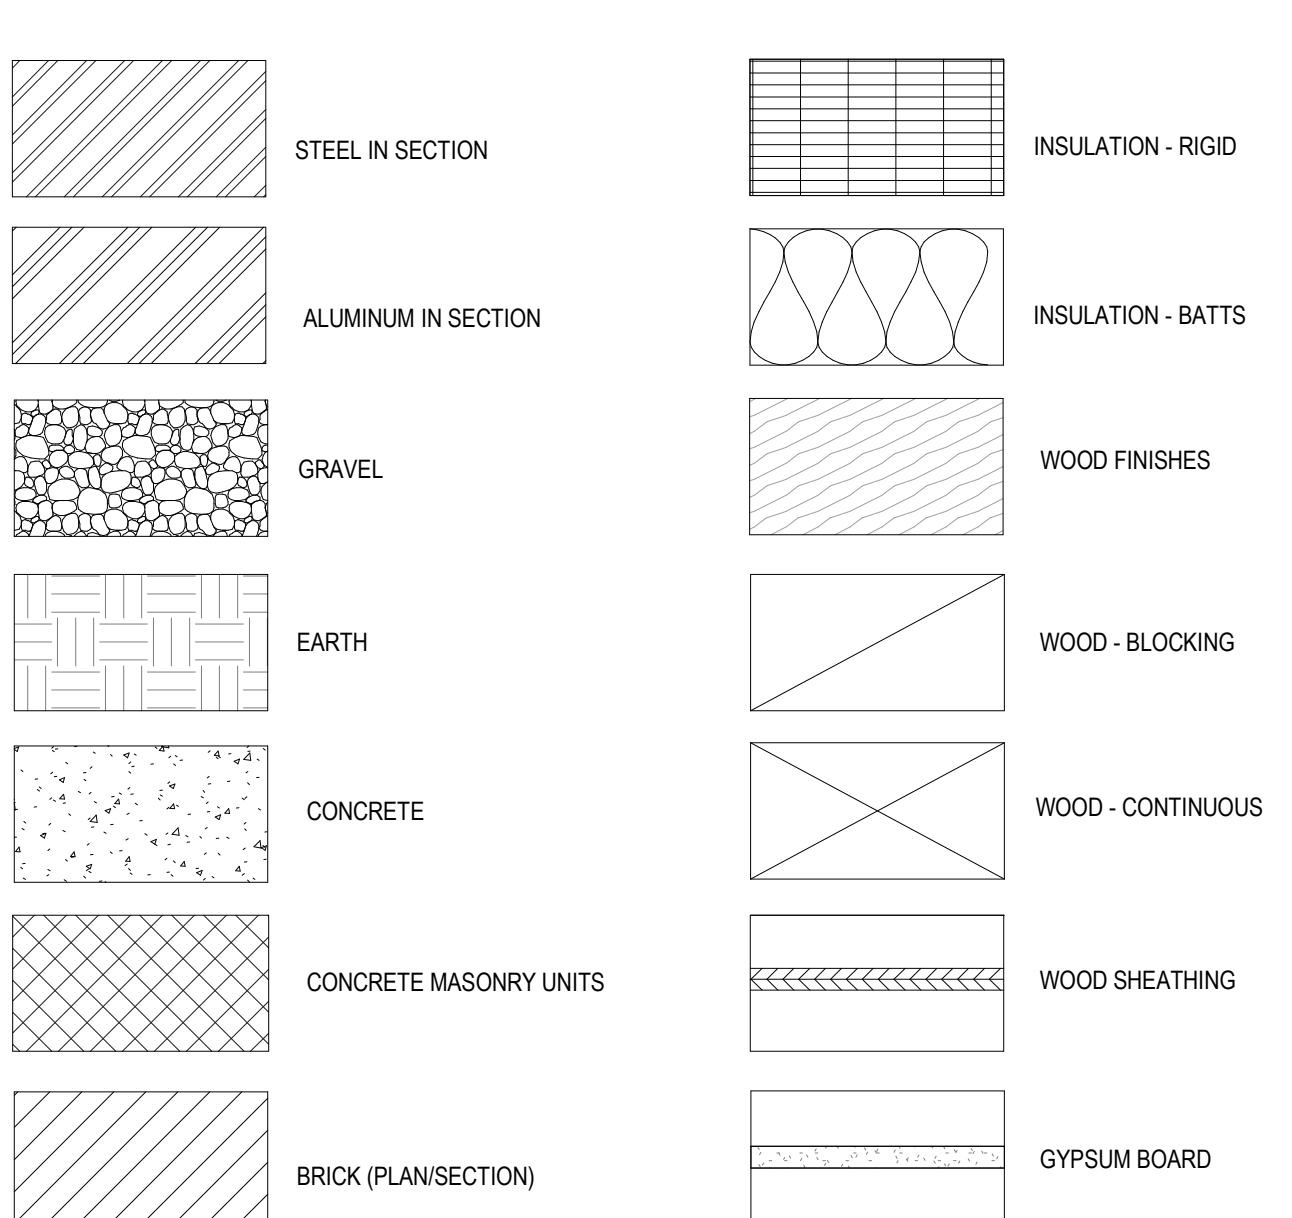 STEEL IN SECTION
ALUMINUM IN SECTION
GRAVEL
EARTH
CONCRETE
CONCRETE MASONRY UNITS
BRICK (PLAN/SECTION)
INSULATION - RIGID
INSULATION - BATTS
WOOD FINISHES
WOOD - BLOCKING
WOOD - CONTINUOUS
WOOD SHEATHING
GYPSUM BOARD